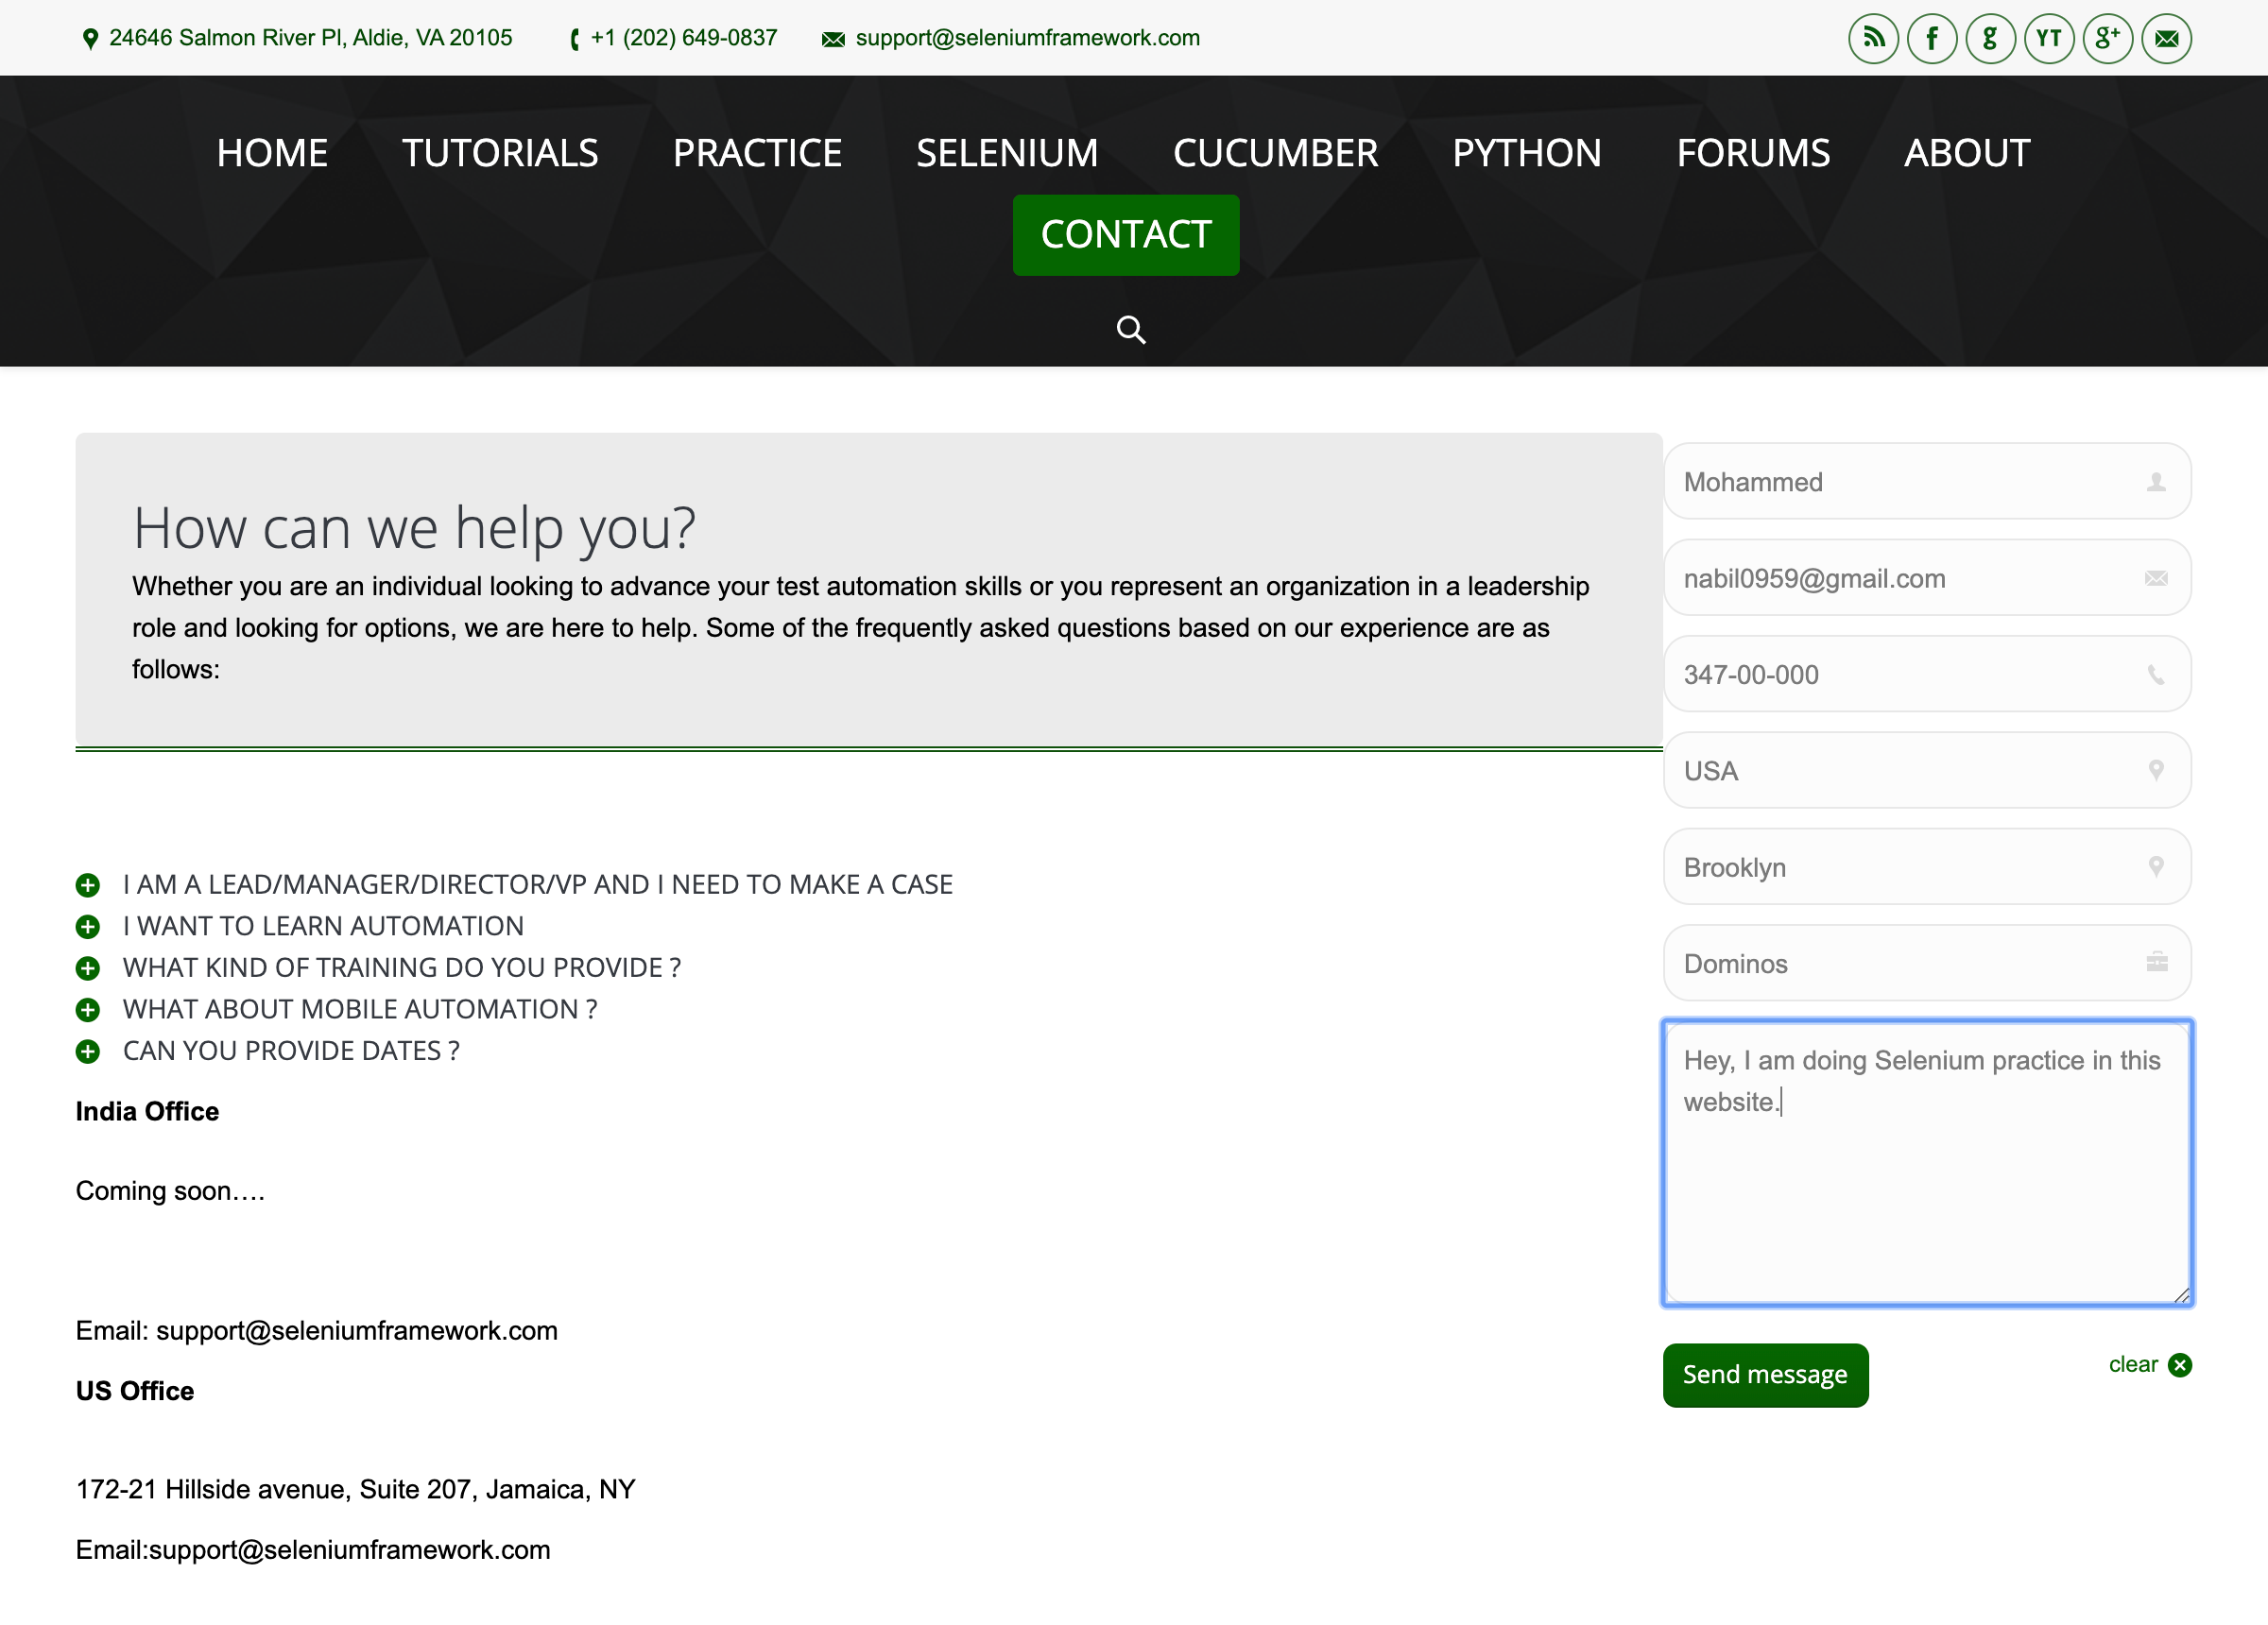 24646 Salmon River Pl, Aldie, VA 20105 +1 (202) 649-0837 support@seleniumframework.com YT g+
HOME TUTORIALS PRACTICE SELENIUM CUCUMBER PYTHON FORUMS ABOUT
CONTACT
How can we help you?
Whether you are an individual looking to advance your test automation skills or you represent an organization in a leadership
role and looking for options, we are here to help. Some of the frequently asked questions based on our experience are as
follows:
I AM A LEAD/MANAGER/DIRECTOR/VP AND I NEED TO MAKE A CASE
I WANT TO LEARN AUTOMATION
WHAT KIND OF TRAINING DO YOU PROVIDE ?
WHAT ABOUT MOBILE AUTOMATION ?
CAN YOU PROVIDE DATES ?
India Office
Coming soon….
Email: support@seleniumframework.com
US Office
172-21 Hillside avenue, Suite 207, Jamaica, NY
Email:support@seleniumframework.com
Mohammed
nabil0959@gmail.com
347-00-000
USA
Brooklyn
Dominos
Hey, I am doing Selenium practice in this
website.
Send message
clear